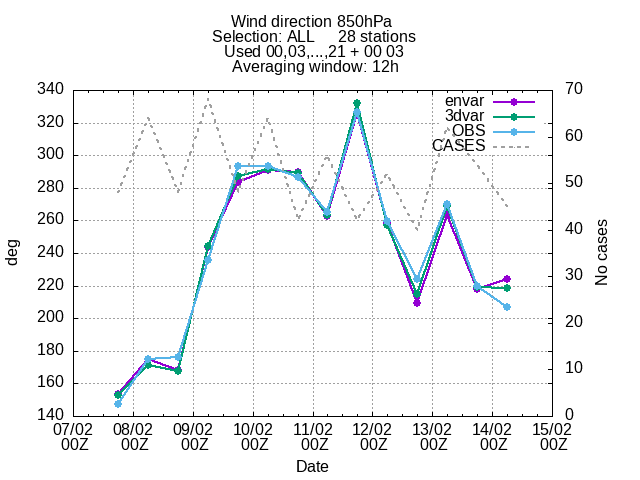 Wind direction 850hPa
Selection: ALL 28 stations
Used 00,03,...,21 + 00 03
Averaging window: 12h
340
320
300
280
260
240
220
200
180
160
140
70
60
50
40
30
20
10
0
envar
3dvar
OBS
CASES
deg
No cases
07/02 08/02 09/02 10/02 11/02 12/02 13/02 14/02 15/02
00Z 00Z 00Z 00Z 00Z 00Z 00Z 00Z 00Z
Date